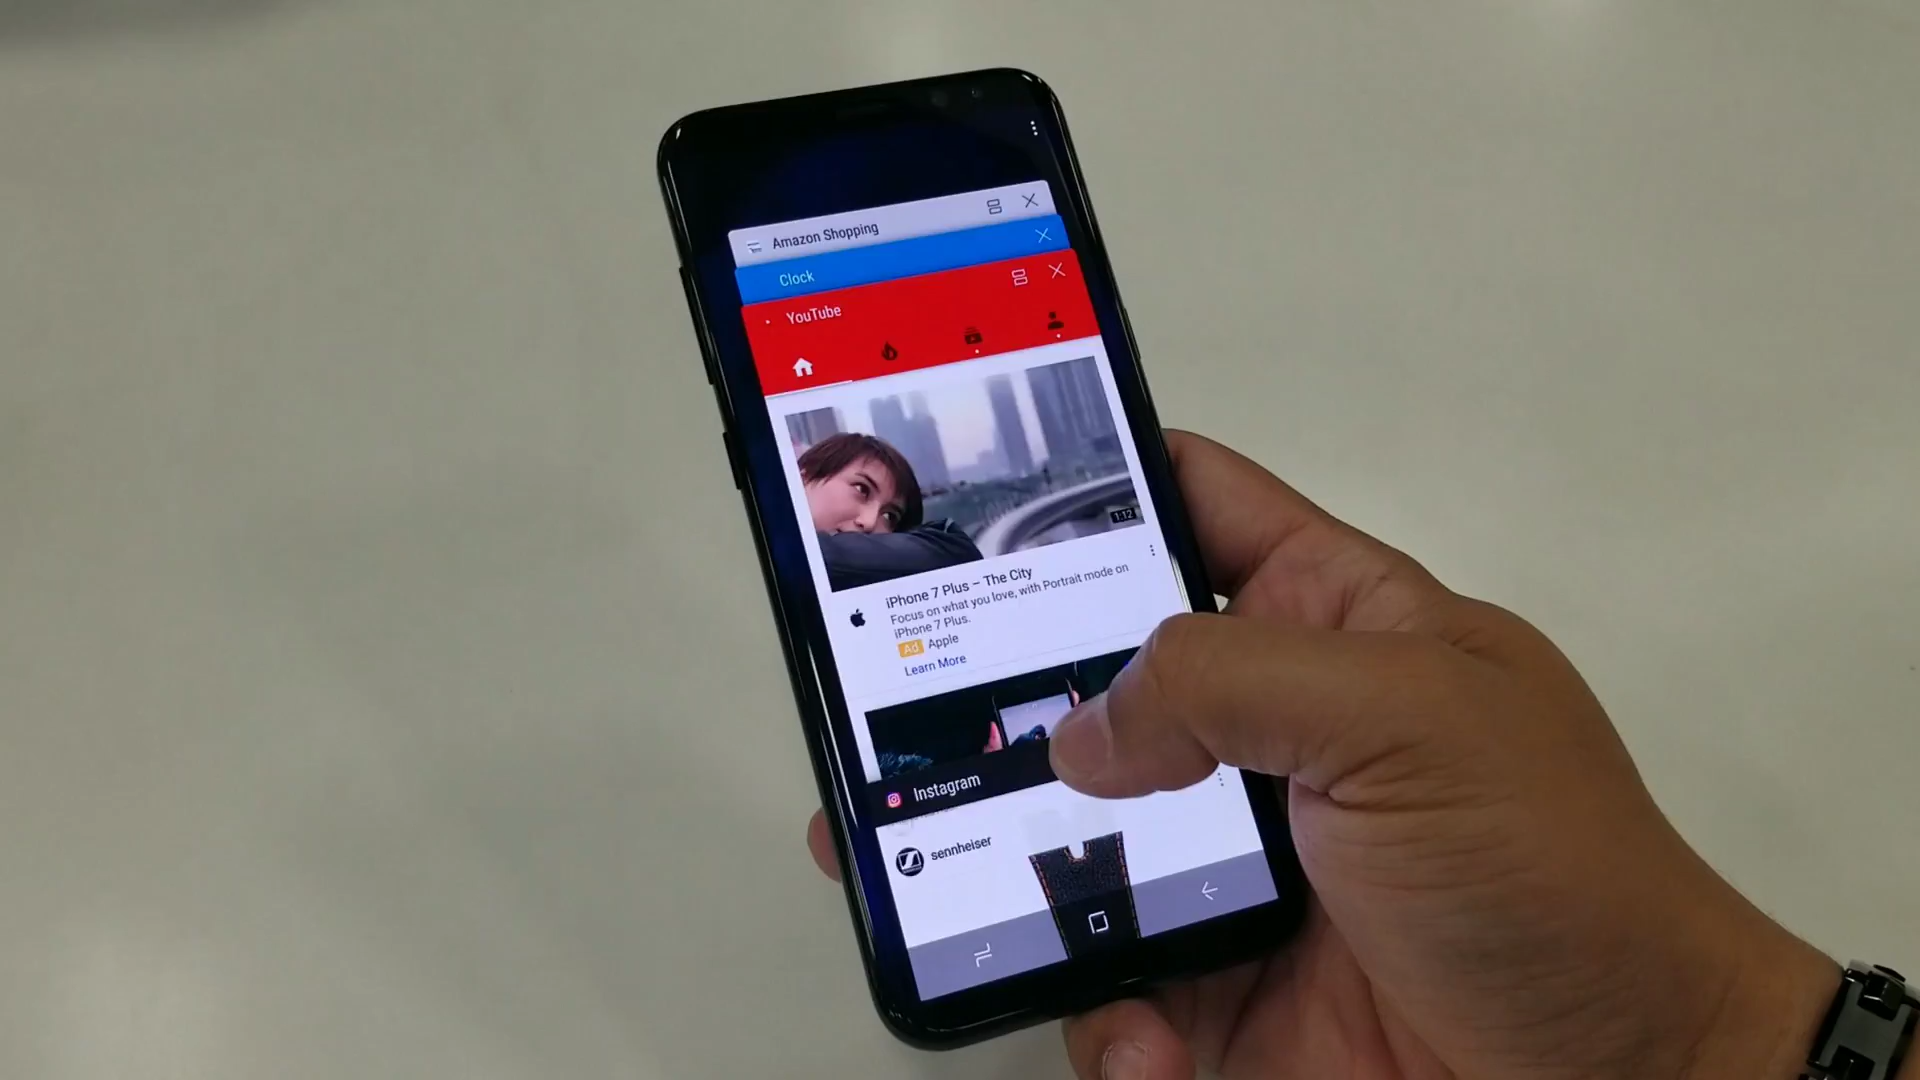 Amazon Shopping
Clock
YouTube
1:12
iPhone 7 Plus – The City
Focus on what you love, with Portrait mode on
iPhone 7 Plus.
Ad Apple
Learn More
Instagram
sennheiser